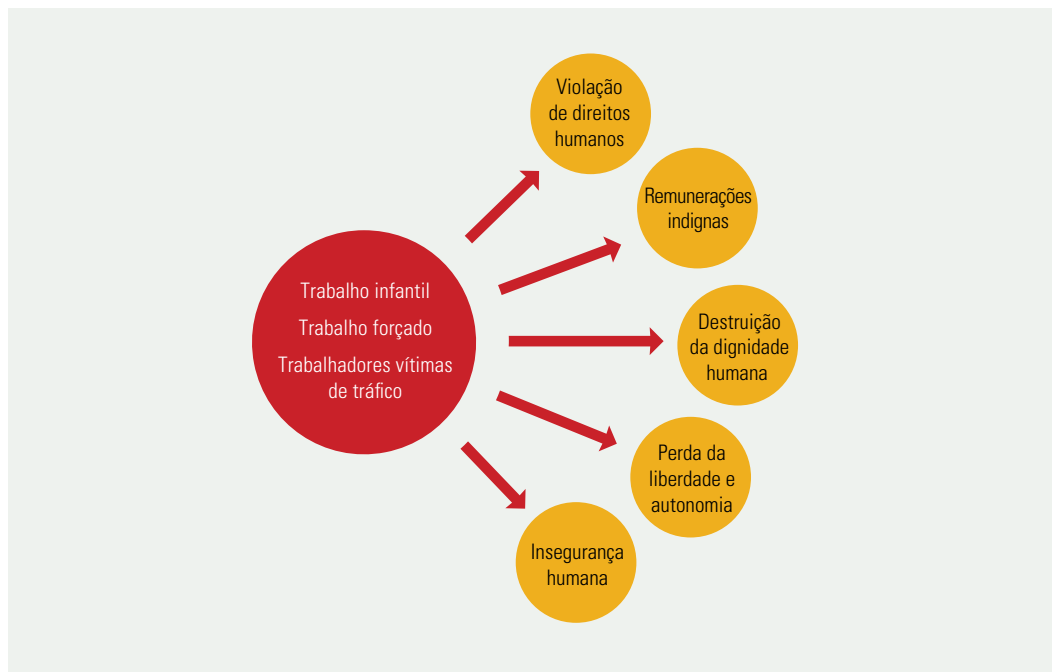 Violação
de direitos
humanos
Remunerações
indignas
Trabalho infantil
Trabalho forçado
Trabalhadores vítimas
de tráfico
Destruição
da dignidade
humana
Perda da
liberdade e
autonomia
Insegurança
humana